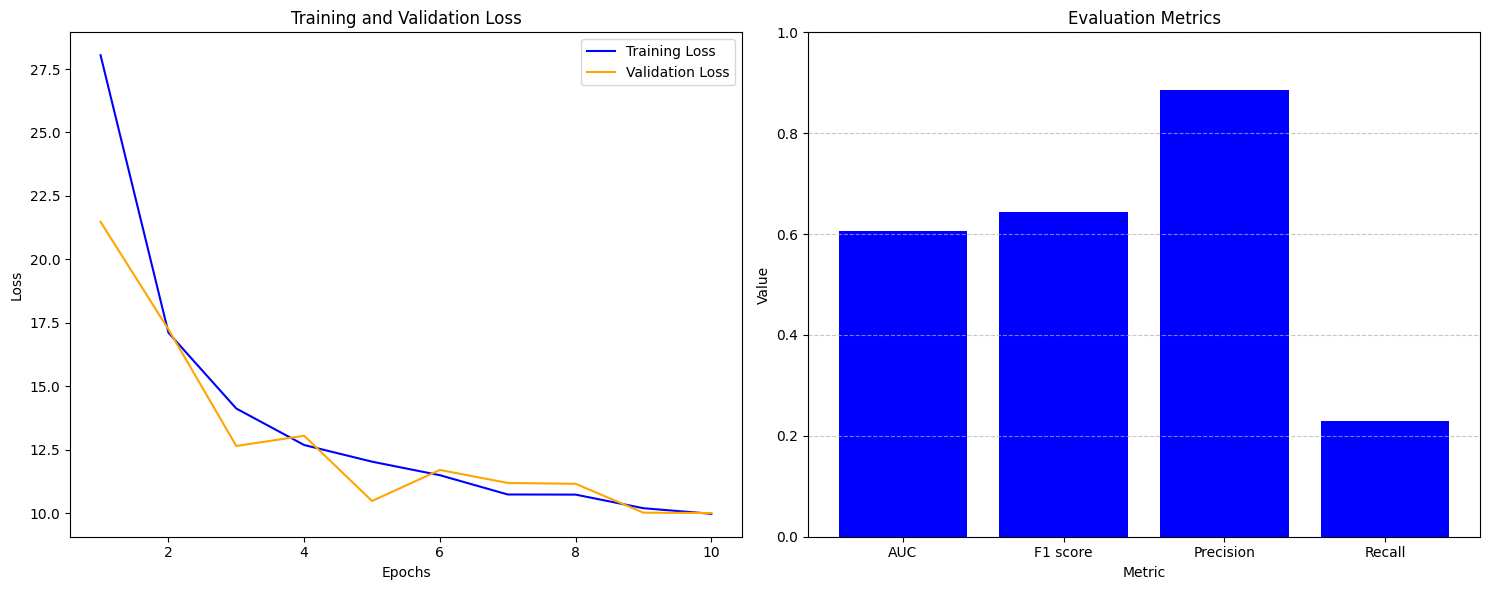 Training and Validation Loss
Training Loss
Validation Loss
27.5
25.0
22.5
20.0
17.5
15.0
12.5
10.0
Loss
2 4 6 8 10
Epochs
Evaluation Metrics
1.0
0.8
0.6
0.4
0.2
0.0
Value
AUC F1 score Precision Recall
Metric